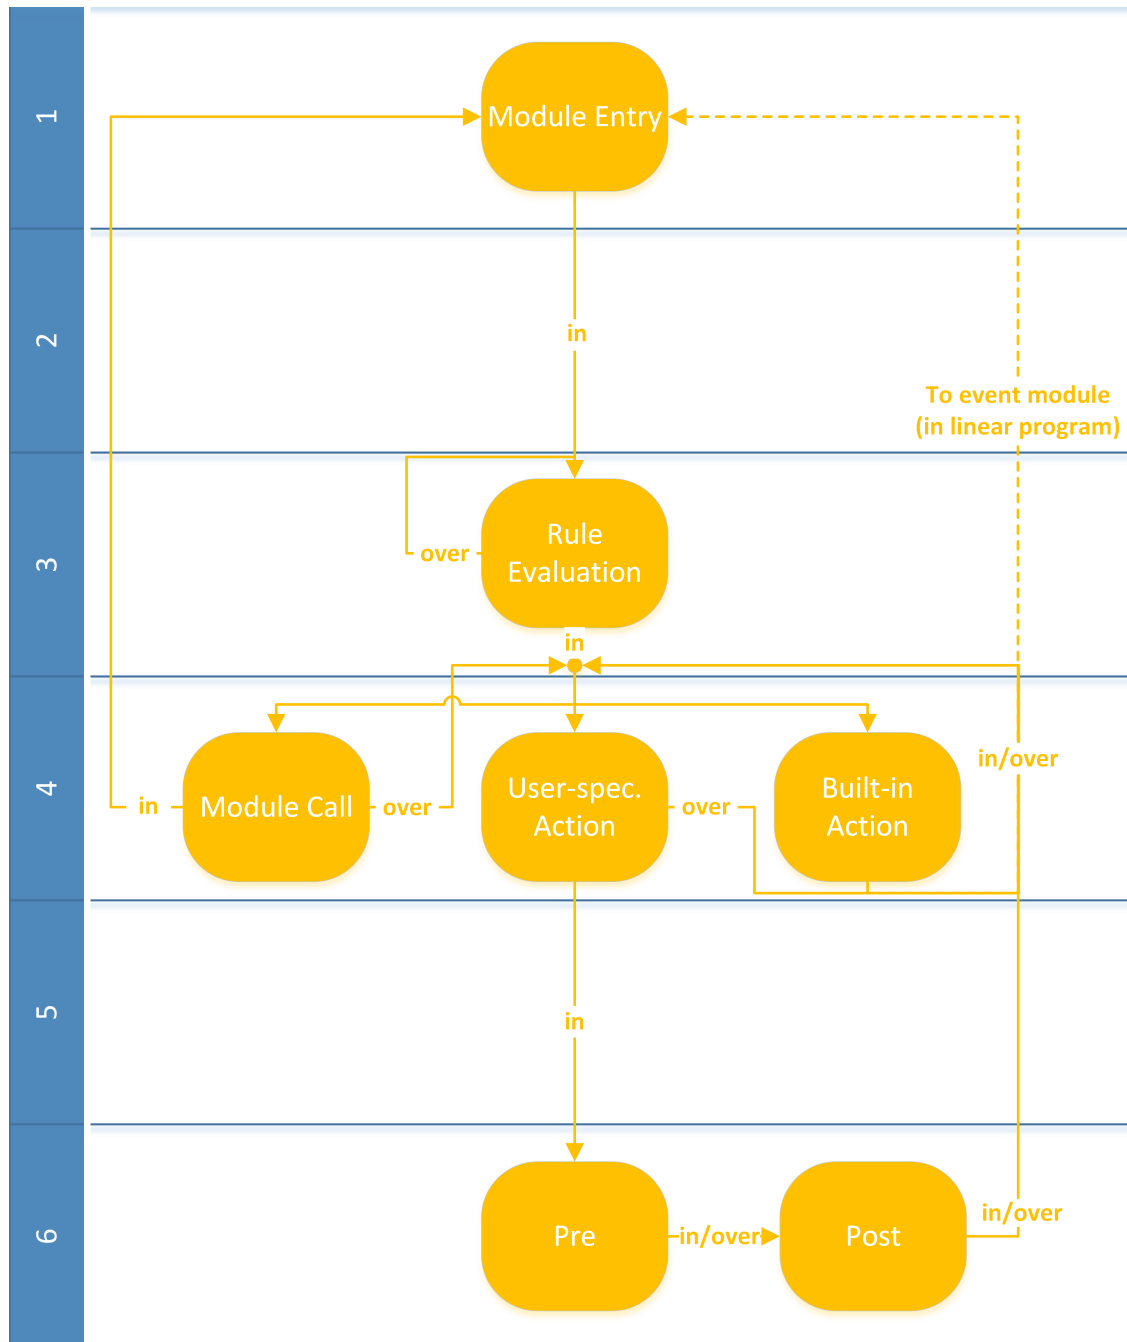 1
Module Entry
2
in
To event module
(in linear program)
3
Rule
Evaluation
over
in
4
in
Module Call
over
User-spec.
Action
over
Built-in
Action
in/over
5
in
6
Pre
in/over
Post
in/over